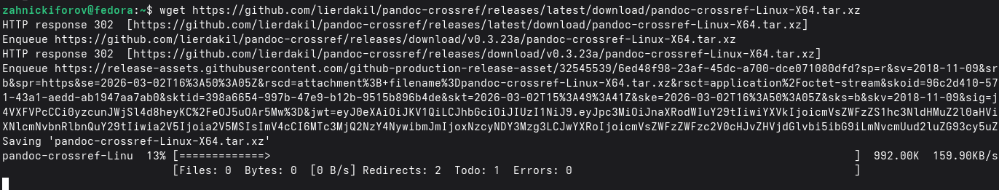 zahnickiforov@fedora:~$ wget https://github.com/lierdakil/pandoc-crossref/releases/latest/download/pandoc-crossref-Linux-X64.tar.xz
HTTP response 302  [https://github.com/lierdakil/pandoc-crossref/releases/latest/download/pandoc-crossref-Linux-X64.tar.xz]
Enqueue https://github.com/lierdakil/pandoc-crossref/releases/download/v0.3.23a/pandoc-crossref-Linux-X64.tar.xz
HTTP response 302  [https://github.com/lierdakil/pandoc-crossref/releases/download/v0.3.23a/pandoc-crossref-Linux-X64.tar.xz]
Enqueue https://release-assets.githubusercontent.com/github-production-release-asset/32545539/6ed48f98-23af-45dc-a700-dce071080dfd?sp=r&sv=2018-11-09&sr
b&spr=https&se=2026-03-02T16%3A50%3A05Z&rscd=attachment%3B+filename%3Dpandoc-crossref-Linux-X64.tar.xz&rsct=application%2Foctet-stream&skoid=96c2d410-57
1-43a1-aedd-ab1947aa7ab0&sktid=398a6654-997b-47e9-b12b-9515b896b4de&skt=2026-03-02T15%3A49%3A41Z&ske=2026-03-02T16%3A50%3A05Z&sks=b&skv=2018-11-09&sig=j
4VXFVPcCCi0yzcunJWjSl4d8heyKC%2FeOJ5uOAr5Mw%3D&jwt=eyJ0eXAiOiJKV1QiLCJhbGciOiJIUzI1NiJ9.eyJpc3MiOiJnaXRodWIuY29tIiwiYXVkIjoicmVsZWFzZS1hc3NldHMuZ2l0aHVi
XNlcmNvbnRlbnQuY29tIiwia2V5Ijoia2V5MSIsImV4cCI6MTc3MjQ2NzY4NywibmJmIjoxNzcyNDY3Mzg3LCJwYXRoIjoicmVsZWFzZWFzc2V0cHJvZHVjdGlvbi5ibG9iLmNvcmUud2luZG93cy5uZ
Saving 'pandoc-crossref-Linux-X64.tar.xz'
pandoc-crossref-Linu  13% [=============>                                        ]  992.00K  159.90KB/s
[Files: 0  Bytes: 0  [0 B/s] Redirects: 2  Todo: 1  Errors: 0                    ]